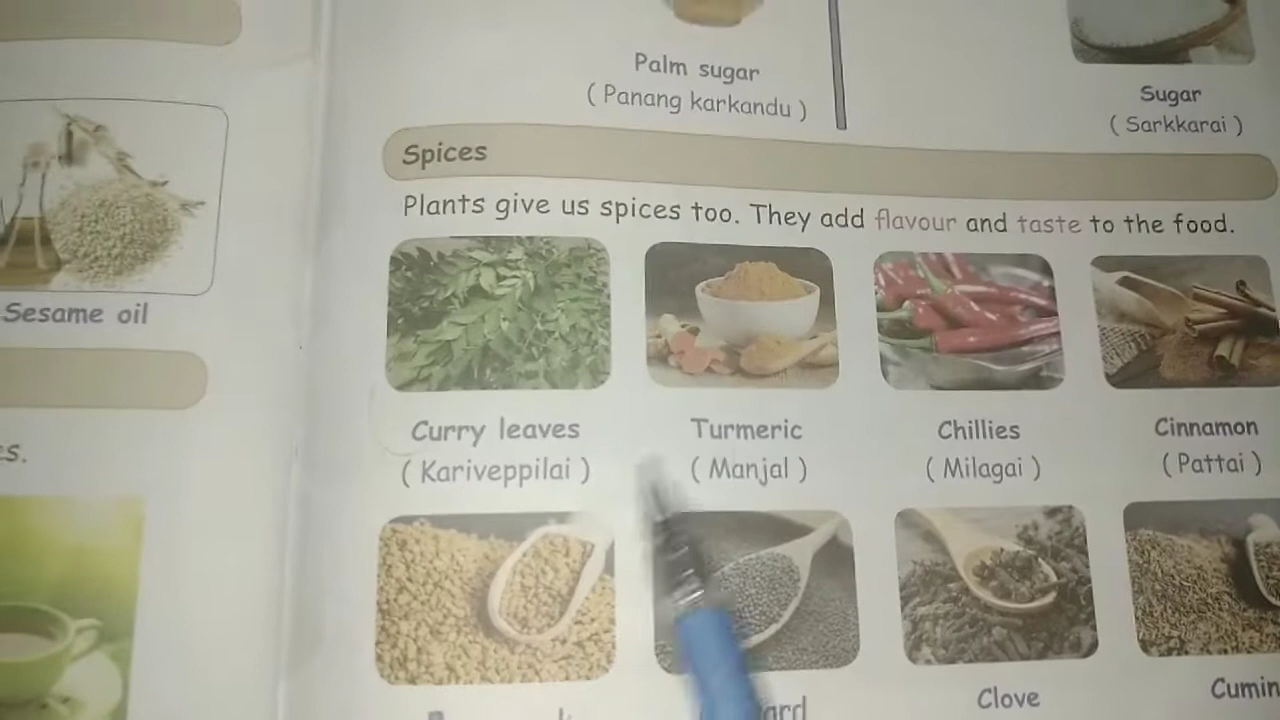 Palm sugar
( Panang karkandu )
Sugar
( Sarkkarai )
Spices
Plants give us spices too. They add flavour and taste to the food.
Sesame oil
Curry leaves
( Kariveppilai )
Turmeric
( Manjal )
Chillies
( Milagai )
Cinnamon
( Pattai )
Clove
Cumin